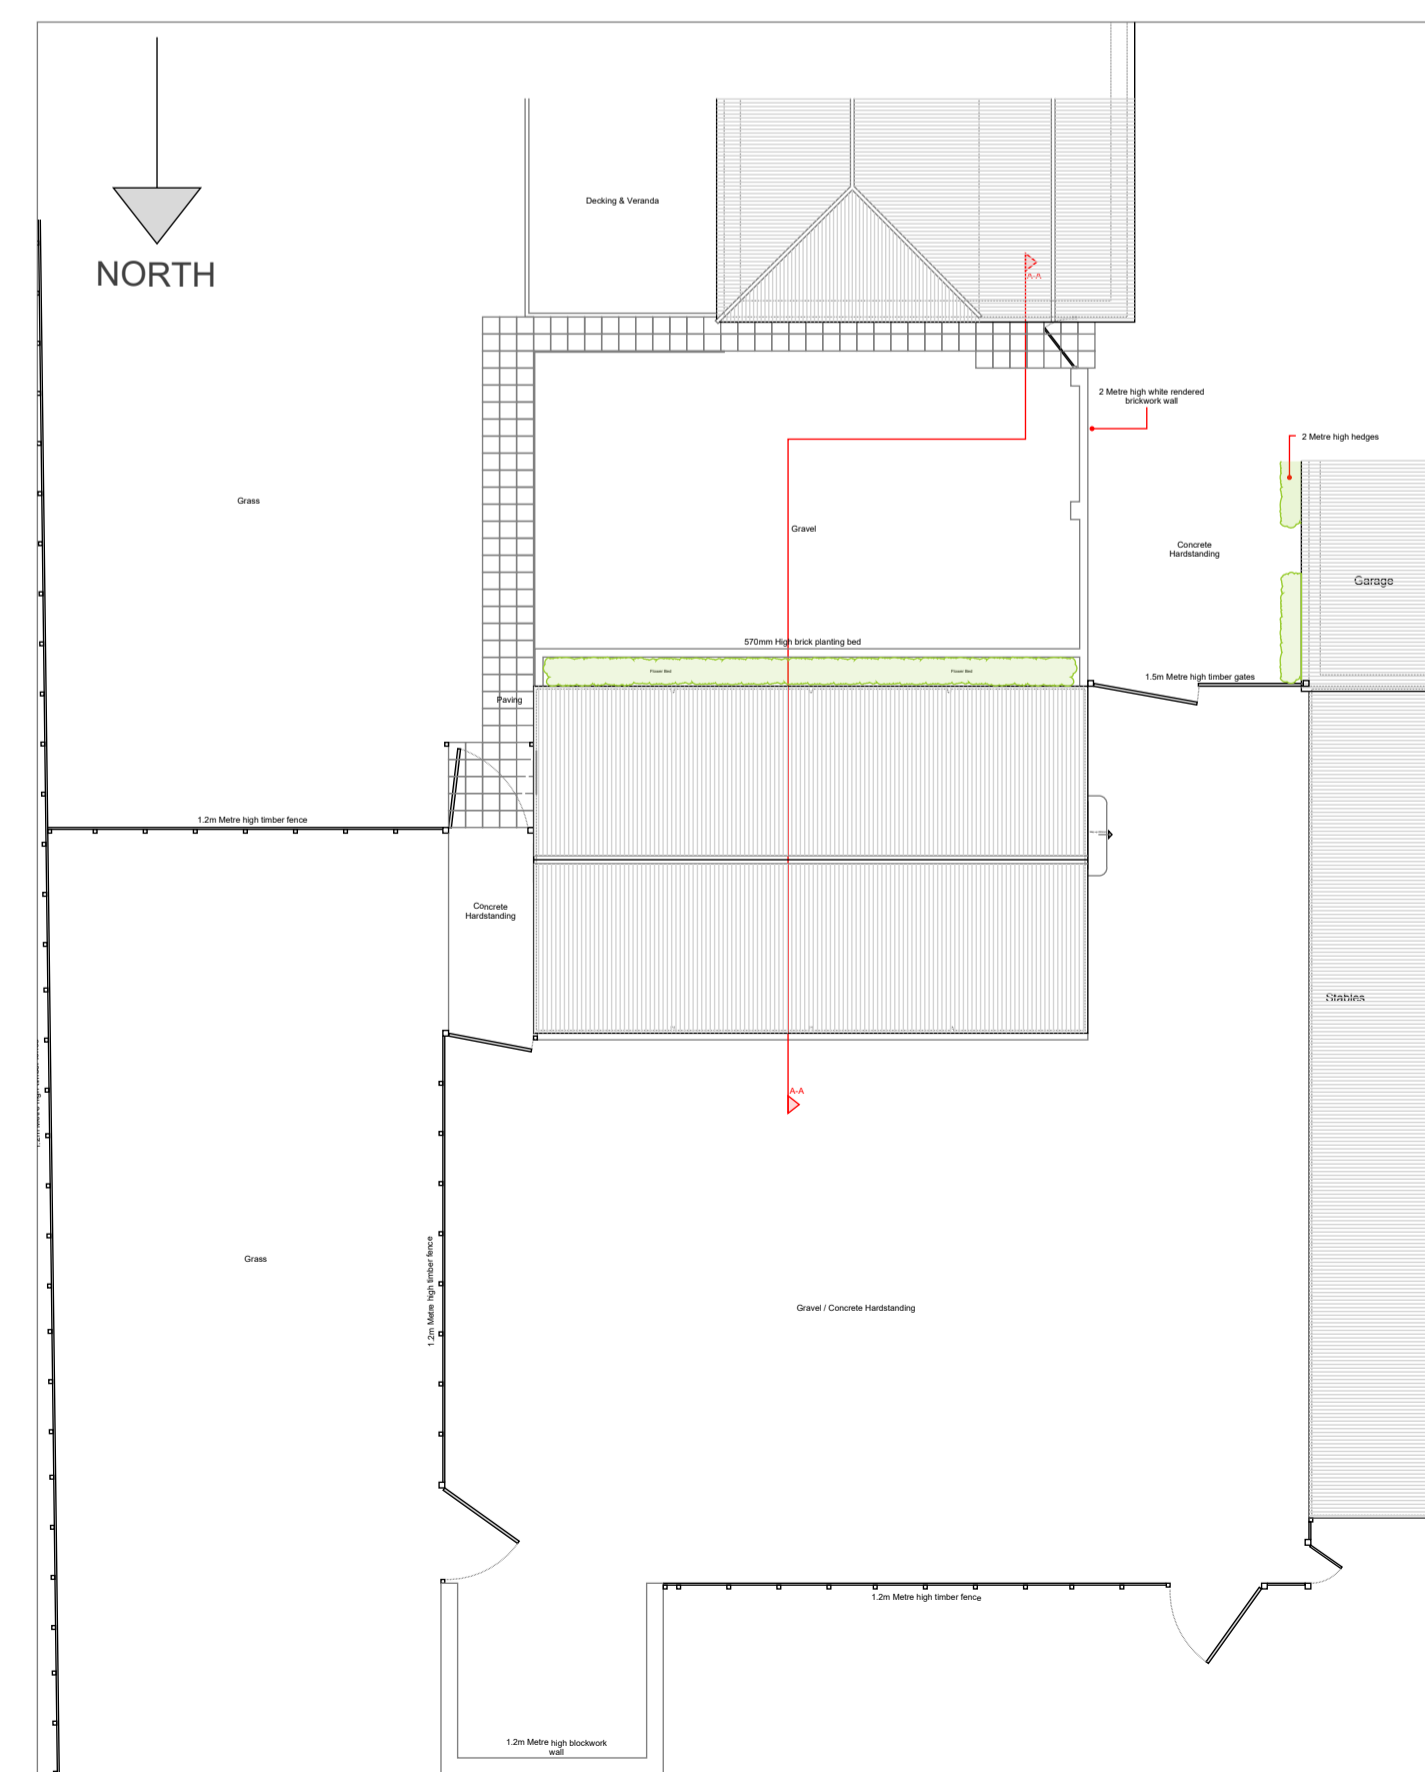 NORTH
Decking & Veranda
A-A
2 Metre high white rendered
brickwork wall
2 Metre high hedges
Grass
Gravel
Concrete
Hardstanding
Garage
570mm High brick planting bed
Flower Bed
Flower Bed
1.5m Metre high timber gates
Paving
1.2m Metre high timber fence
Concrete
Hardstanding
Stables
A-A
1.2m Metre high timber fence
Grass
Gravel / Concrete Hardstanding
1.2m Metre high timber fence
1.2m Metre high blockwork
wall